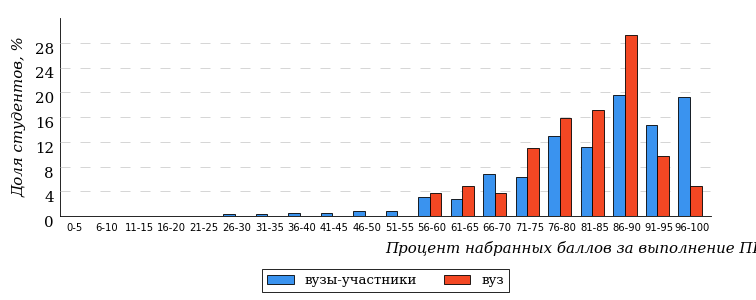 Доля студентов, %
28
24
20
16
12
8
4
0
0-5 6-10 11-15 16-20 21-25 26-30 31-35 36-40 41-45 46-50 51-55 56-60 61-65 66-70 71-75 76-80 81-85 86-90 91-95 96-100
Процент набранных баллов за выполнение
вузы-участники вуз